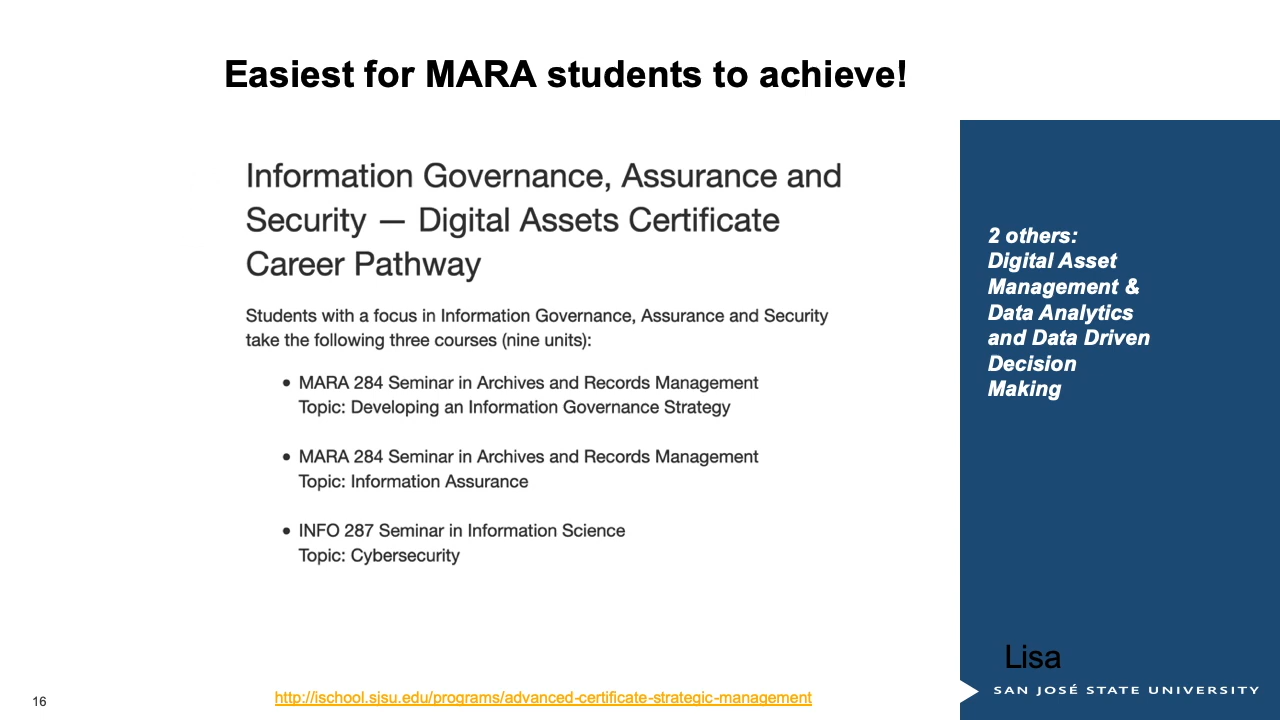 Easiest for MARA students to achieve!
Information Governance, Assurance and
Security — Digital Assets Certificate
Career Pathway
Students with a focus in Information Governance, Assurance and Security
take the following three courses (nine units):
• MARA 284 Seminar in Archives and Records Management
Topic: Developing an Information Governance Strategy
• MARA 284 Seminar in Archives and Records Management
Topic: Information Assurance
• INFO 287 Seminar in Information Science
Topic: Cybersecurity
2 others:
Digital Asset
Management &
Data Analytics
and Data Driven
Decision
Making
Lisa
SAN JOSÉ STATE UNIVERSITY
16
http://ischool.sjsu.edu/programs/advanced-certificate-strategic-management